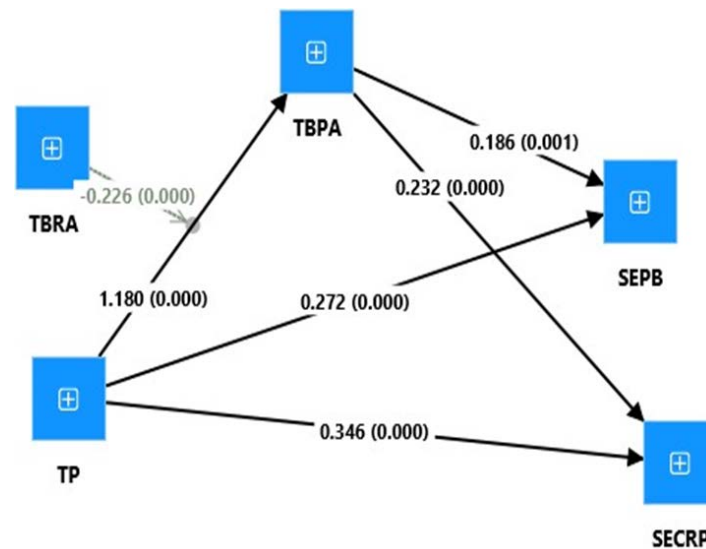 TBPA
0.186 (0.001)
-0.226 (0.000)
0.232 (0.000)
TBRA
SEPB
1.180 (0.000)
0.272 (0.000)
0.346 (0.000)
TP
SECRP